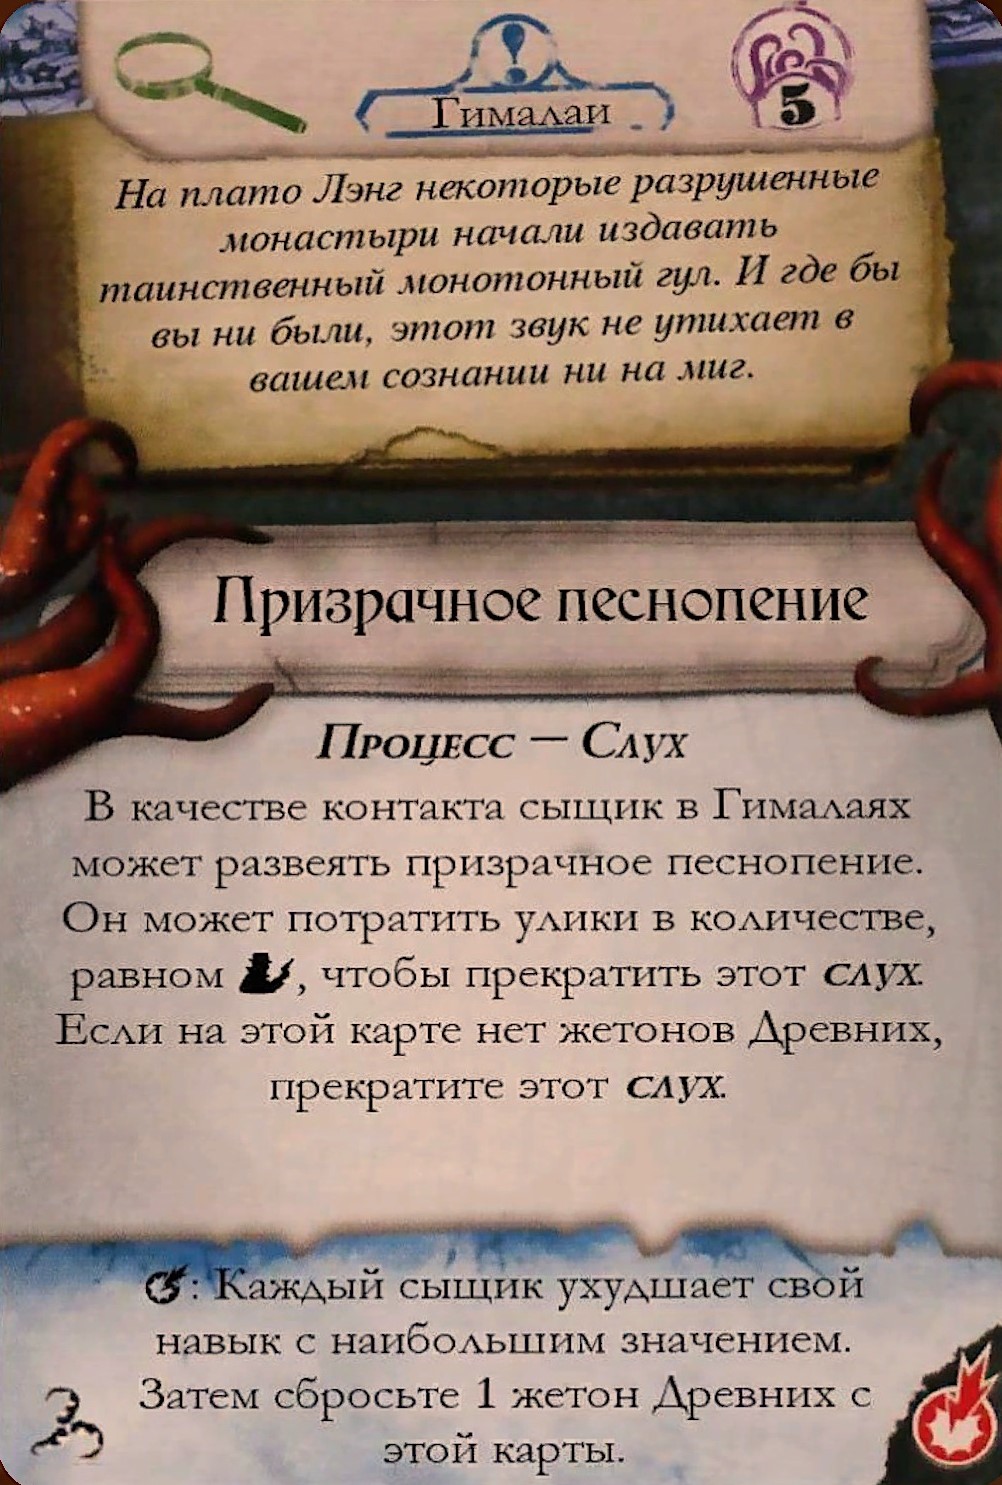 Гималаи
5
На плато Лэнг некоторые разрушенные
монастыри начали издавать
таинственный монотонный гул. И где бы
вы ни были, этот звук не утихает в
вашем сознании ни на миг.
Призрачное песнопение
Процесс — Слух
В качестве контакта сыщик в Гималаях
может развеять призрачное песнопение.
Он может потратить улики в количестве,
равном , чтобы прекратить этот слух.
Если на этой карте нет жетонов Древних,
прекратите этот слух.
: Каждый сыщик ухудшает свой
навык с наибольшим значением.
Затем сбросьте 1 жетон Древних с
этой карты.